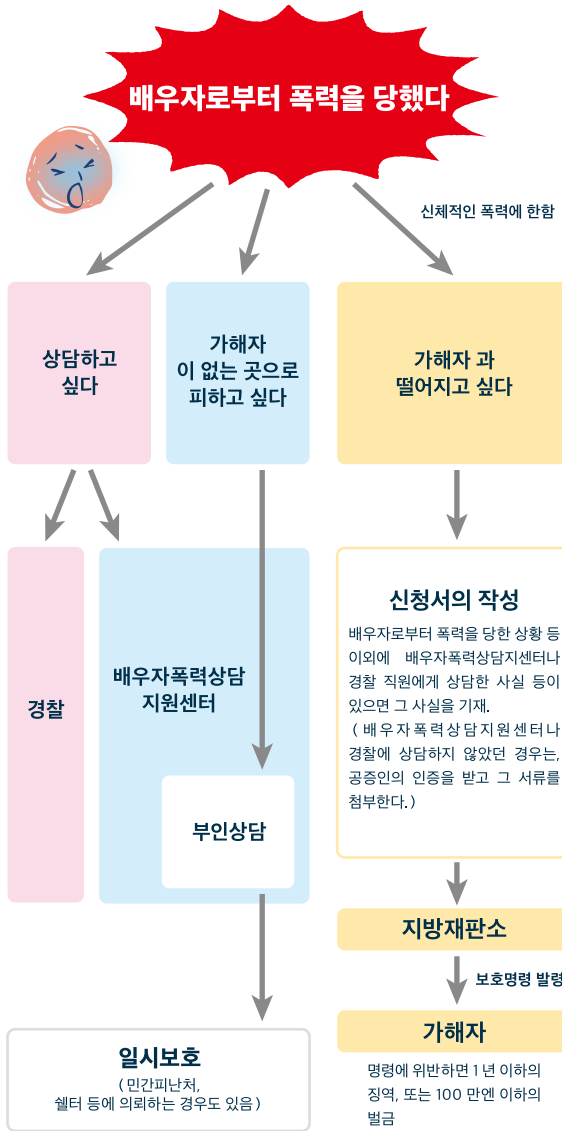 배우자로부터 폭력을 당했다
신체적인 폭력에 한함
상담하고
싶다
가해자
이 없는 곳으로
피하고 싶다
가해자 과
떨어지고 싶다
경찰
배우자폭력상담
지원센터
부인상담
일시보호
( 민간피난처,
쉘터 등에 의뢰하는 경우도 있음 )
신청서의 작성
배우자로부터 폭력을 당한 상황 등
이외에 배우자폭력상담지센터나
경찰 직원에게 상담한 사실 등이
있으면 그 사실을 기재.
( 배우자폭력상담지원센터나
경찰에 상담하지 않았던 경우는,
공증인의 인증을 받고 그 서류를
첨부한다. )
지방재판소
보호명령 발령
가해자
명령에 위반하면 1 년 이하의
징역, 또는 100 만엔 이하의
벌금